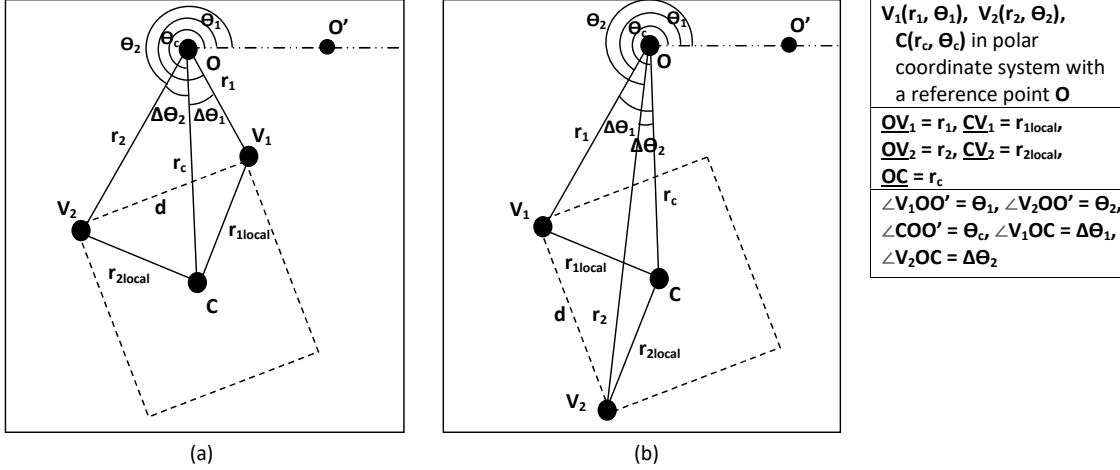 ϴ1
ϴ2
ϴc
O'
O
r1
Δϴ2
Δϴ1
r2
V1
rc
V2
d
r1local
r2local
C
(a)
ϴ2
ϴ1
ϴc
O'
O
r1
Δϴ1
Δϴ2
rc
V1
r1local
C
d
r2
r2local
V2
(b)
V1(r1, ϴ1), V2(r2, ϴ2),
C(rc, ϴc) in polar
coordinate system with
a reference point O
OV1 = r1, CV1 = r1local,
OV2 = r2, CV2 = r2local,
OC = rc
∠V1OO' = ϴ1, ∠V2OO' = ϴ2,
∠COO' = ϴc, ∠V1OC = Δϴ1,
∠V2OC = Δϴ2